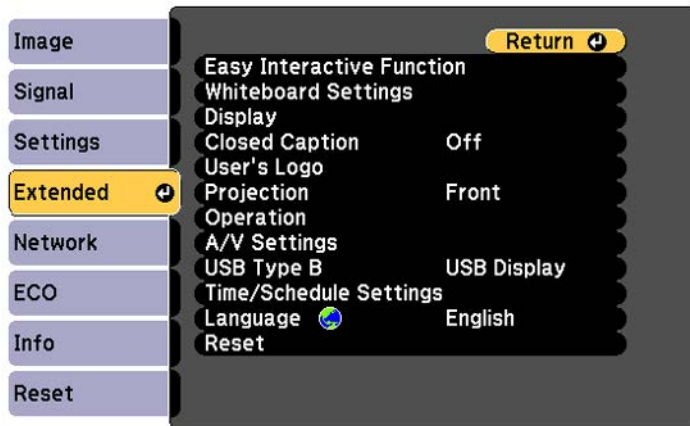 Image
Signal
Settings
Extended
Network
ECO
Info
Reset
Return
Easy Interactive Function
Whiteboard Settings
Display
Closed Caption Off
User's Logo
Projection Front
Operation
A/V Settings
USB Type B USB Display
Time/Schedule Settings
Language English
Reset